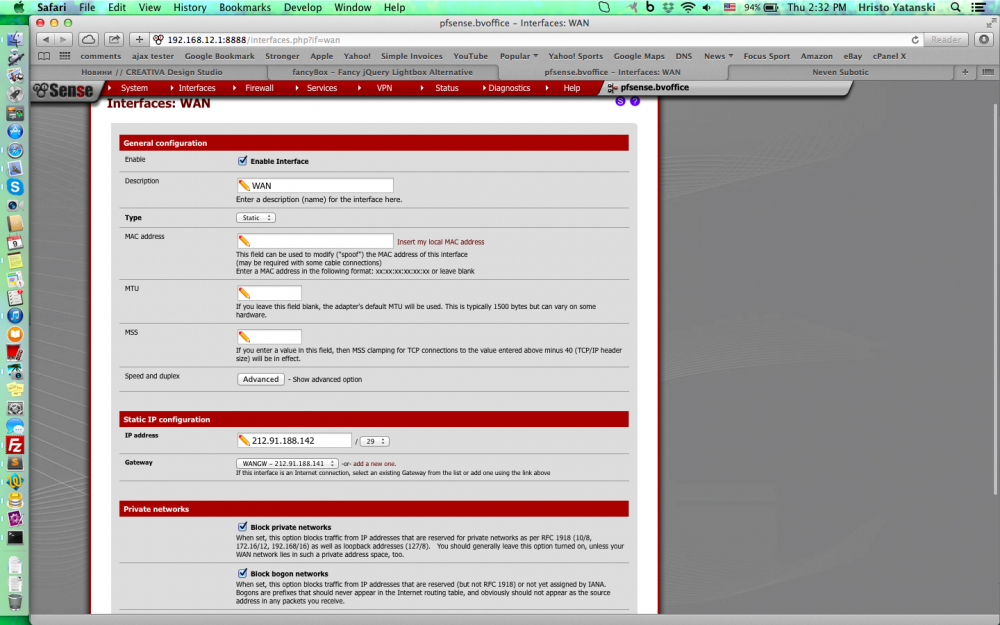 Safari File Edit View History Bookmarks Develop Window Help 94% Thu 2:32 PM Hristo Yatanski
pfsense.bvoffice – Interfaces: WAN
192.168.12.1:8888/interfaces.php?if=wan Reader
comments ajax tester Google Bookmark Stronger Apple Yahoo! Simple Invoices YouTube Popular Yahoo! Sports Google Maps DNS News Focus Sport Amazon eBay cPanel X
Новини // CREATIVA Design Studio fancyBox – Fancy jQuery Lightbox Alternative pfsense.bvoffice – Interfaces: WAN Neven Subotic
Sense System Interfaces Firewall Services VPN Status Diagnostics Help pfsense.bvoffice
Interfaces: WAN S ?
General configuration
Enable Enable Interface
Description WAN
Enter a description (name) for the interface here.
Type Static
MAC address Insert my local MAC address
This field can be used to modify ("spoof") the MAC address of this interface
(may be required with some cable connections)
Enter a MAC address in the following format: xx:xx:xx:xx:xx:xx or leave blank
MTU
If you leave this field blank, the adapter's default MTU will be used. This is typically 1500 bytes but can vary on some
hardware.
MSS
If you enter a value in this field, then MSS clamping for TCP connections to the value entered above minus 40 (TCP/IP header
size) will be in effect.
Speed and duplex Advanced - Show advanced option
Static IP configuration
IP address 212.91.188.142 / 29
Gateway WANGW – 212.91.188.141 -or- add a new one.
If this interface is an Internet connection, select an existing Gateway from the list or add one using the link above
Private networks
Block private networks
When set, this option blocks traffic from IP addresses that are reserved for private networks as per RFC 1918 (10/8,
172.16/12, 192.168/16) as well as loopback addresses (127/8). You should generally leave this option turned on, unless your
WAN network lies in such a private address space, too.
Block bogon networks
When set, this option blocks traffic from IP addresses that are reserved (but not RFC 1918) or not yet assigned by IANA.
Bogons are prefixes that should never appear in the Internet routing table, and obviously should not appear as the source
address in any packets you receive.